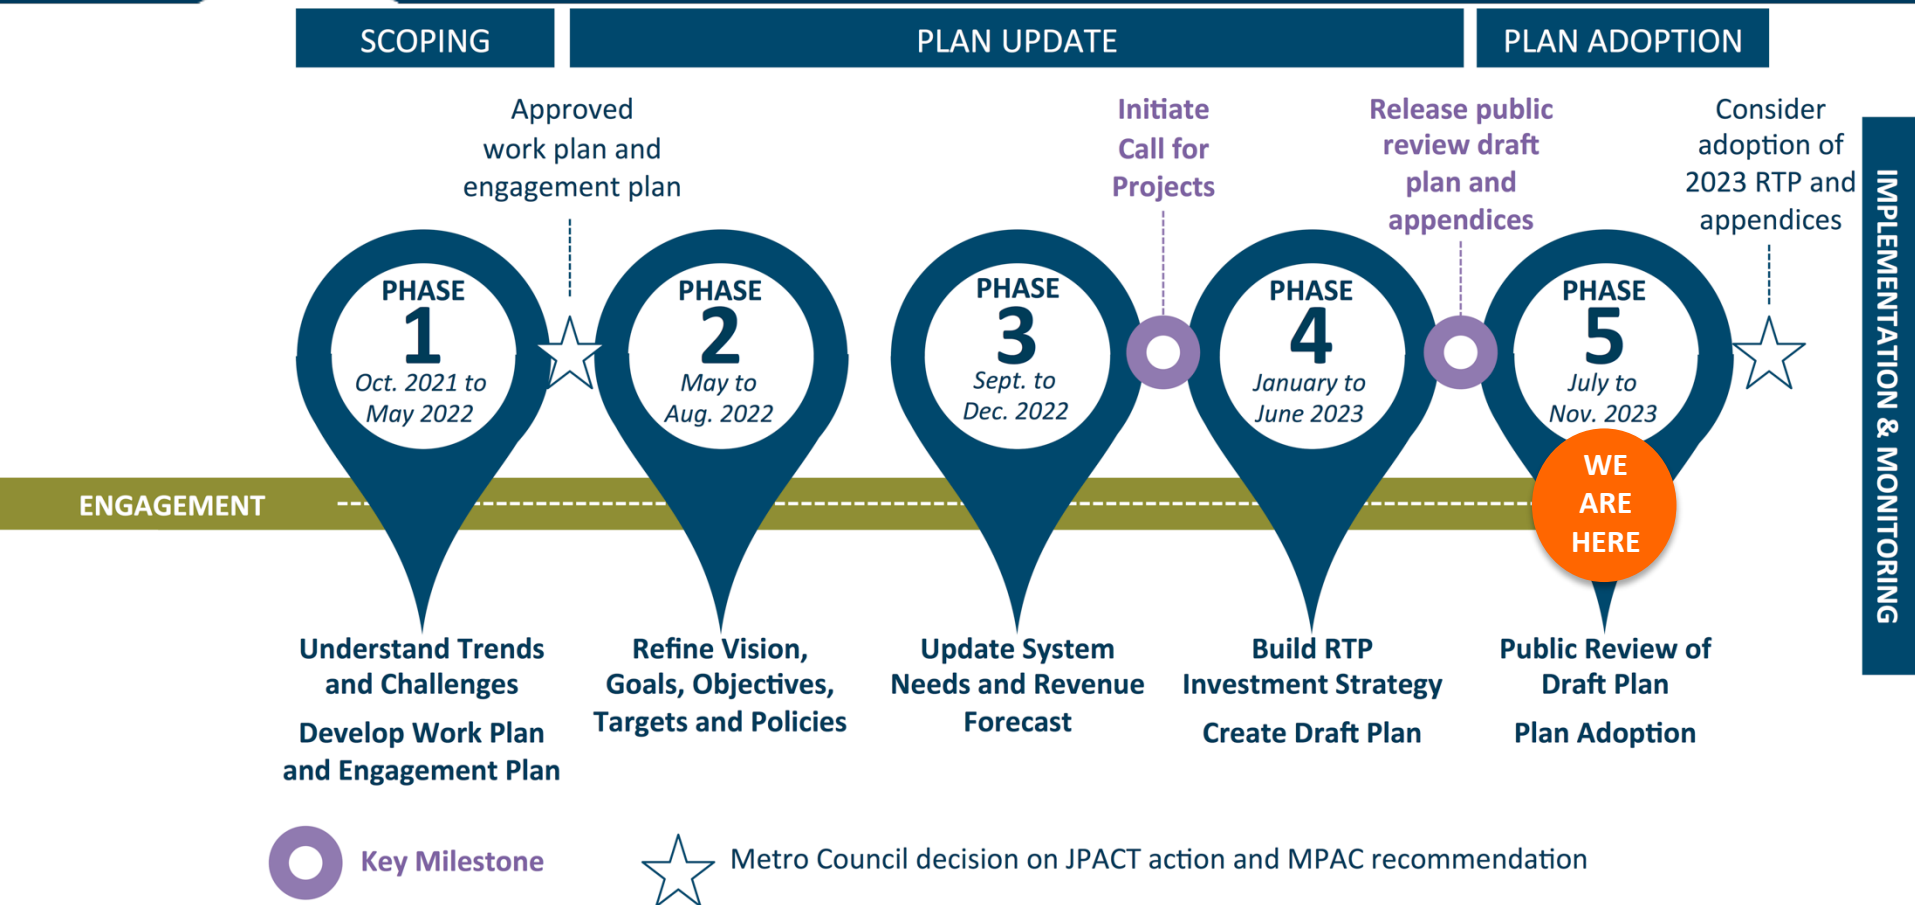 SCOPING
PLAN UPDATE
PLAN ADOPTION
Approved
work plan and
engagement plan
Initiate
Call for
Projects
Release public
review draft
plan and
appendices
Consider
adoption of
2023 RTP and
appendices
IMPLEMENTATION & MONITORING
PHASE
1
Oct. 2021 to
May 2022
PHASE
2
May to
Aug. 2022
PHASE
3
Sept. to
Dec. 2022
PHASE
4
January to
June 2023
PHASE
5
July to
Nov. 2023
ENGAGEMENT
WE
ARE
HERE
Understand Trends
and Challenges
Develop Work Plan
and Engagement Plan
Refine Vision,
Goals, Objectives,
Targets and Policies
Update System
Needs and Revenue
Forecast
Build RTP
Investment Strategy
Create Draft Plan
Public Review of
Draft Plan
Plan Adoption
Key Milestone
Metro Council decision on JPACT action and MPAC recommendation